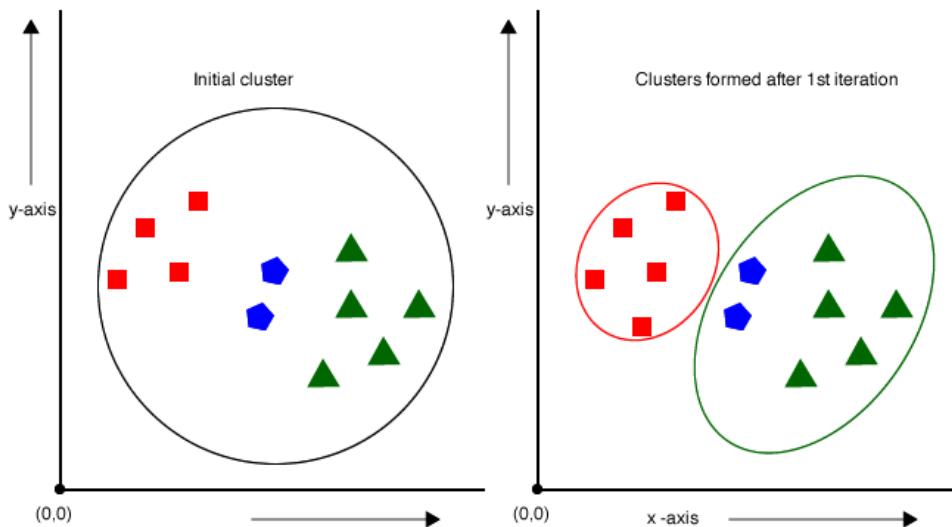 Initial cluster
Clusters formed after 1st iteration
y-axis
y-axis
(0,0)
(0,0)
x -axis